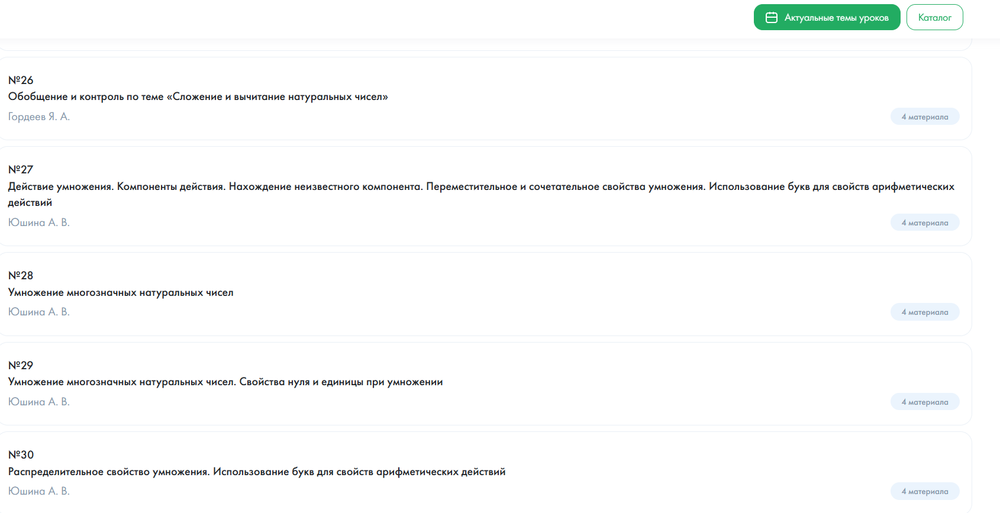 Актуальные темы уроков
Каталог
№26
Обобщение и контроль по теме «Сложение и вычитание натуральных чисел»
Гордеев Я. А.
4 материала
№27
Действие умножения. Компоненты действия. Нахождение неизвестного компонента. Переместительное и сочетательное свойства умножения. Использование букв для свойств арифметических
действий
Юшина А. В.
4 материала
№28
Умножение многозначных натуральных чисел
Юшина А. В.
4 материала
№29
Умножение многозначных натуральных чисел. Свойства нуля и единицы при умножении
Юшина А. В.
4 материала
№30
Распределительное свойство умножения. Использование букв для свойств арифметических действий
Юшина А. В.
4 материала